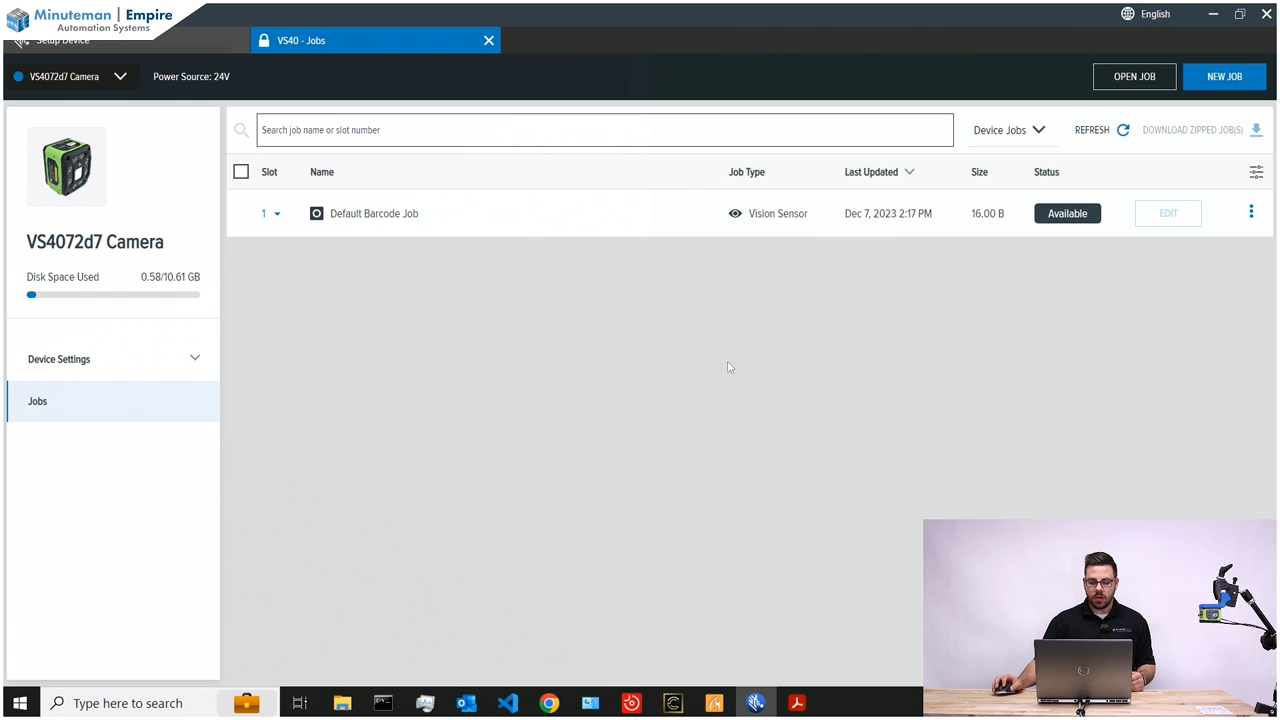 Minuteman | Empire
Automation Systems
English
Setup Device
VS40 - Jobs
VS4072d7 Camera
Power Source: 24V
OPEN JOB
NEW JOB
Search job name or slot number
Device Jobs
REFRESH
DOWNLOAD ZIPPED JOB(S)
Slot
Name
Job Type
Last Updated
Size
Status
1
Default Barcode Job
Vision Sensor
Dec 7, 2023 2:17 PM
16.00 B
Available
EDIT
VS4072d7 Camera
Disk Space Used
0.58/10.61 GB
Device Settings
Jobs
Type here to search